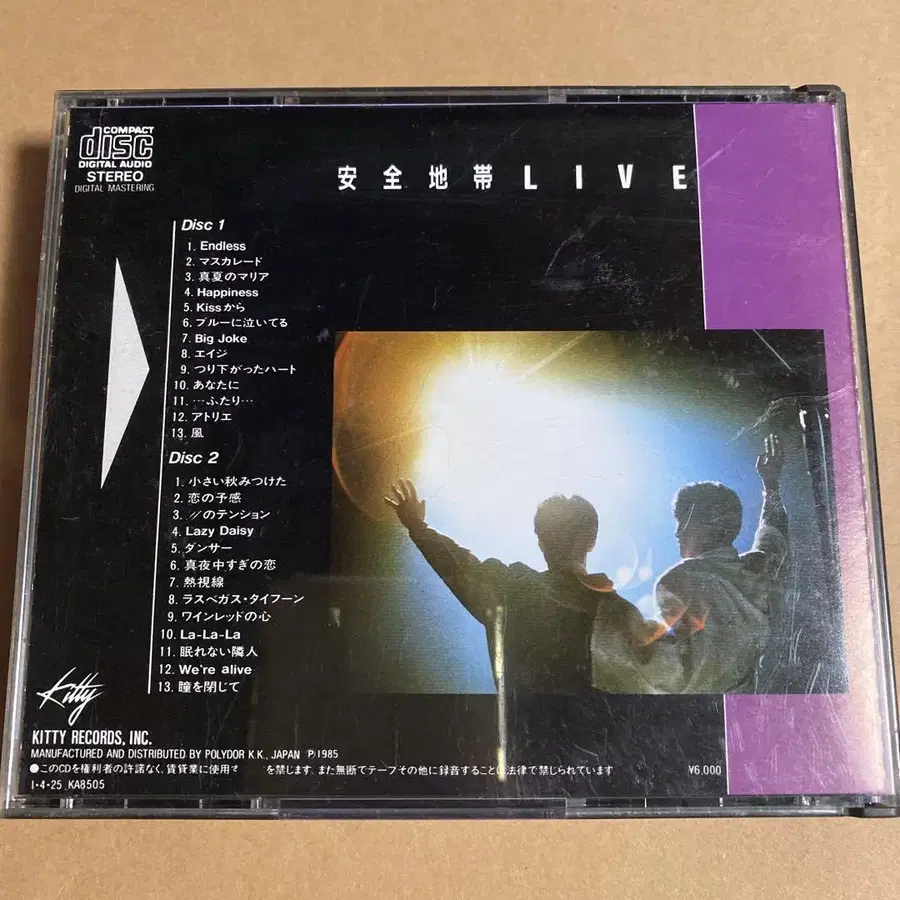 COMPACT
disc
DIGITAL AUDIO
STEREO
DIGITAL MASTERING
安全地帯LIVE
Disc 1
1. Endless
2. マスカレード
3. 真夏のマリア
4. Happiness
5. Kissから
6. ブルーに泣いてる
7. Big Joke
8. エイジ
9. つり下がったハート
10. あなたに
11. …ふたり…
12. アトリエ
13. 風
Disc 2
1. 小さい秋みつけた
2. 恋の予感
3. 〃のテンション
4. Lazy Daisy
5. ダンサー
6. 真夜中すぎの恋
7. 熱視線
8. ラスベガス・タイフーン
9. ワインレッドの心
10. La-La-La
11. 眠れない隣人
12. We're alive
13. 瞳を閉じて
Kitty
KITTY RECORDS, INC.
MANUFACTURED AND DISTRIBUTED BY POLYDOR K.K., JAPAN Ⓟ1985
●このCDを権利者の許諾なく、賃貸業に使用す を禁じます。また無断でテープその他に録音することは法律で禁じられています
¥6,000
1・4・25 KA8505